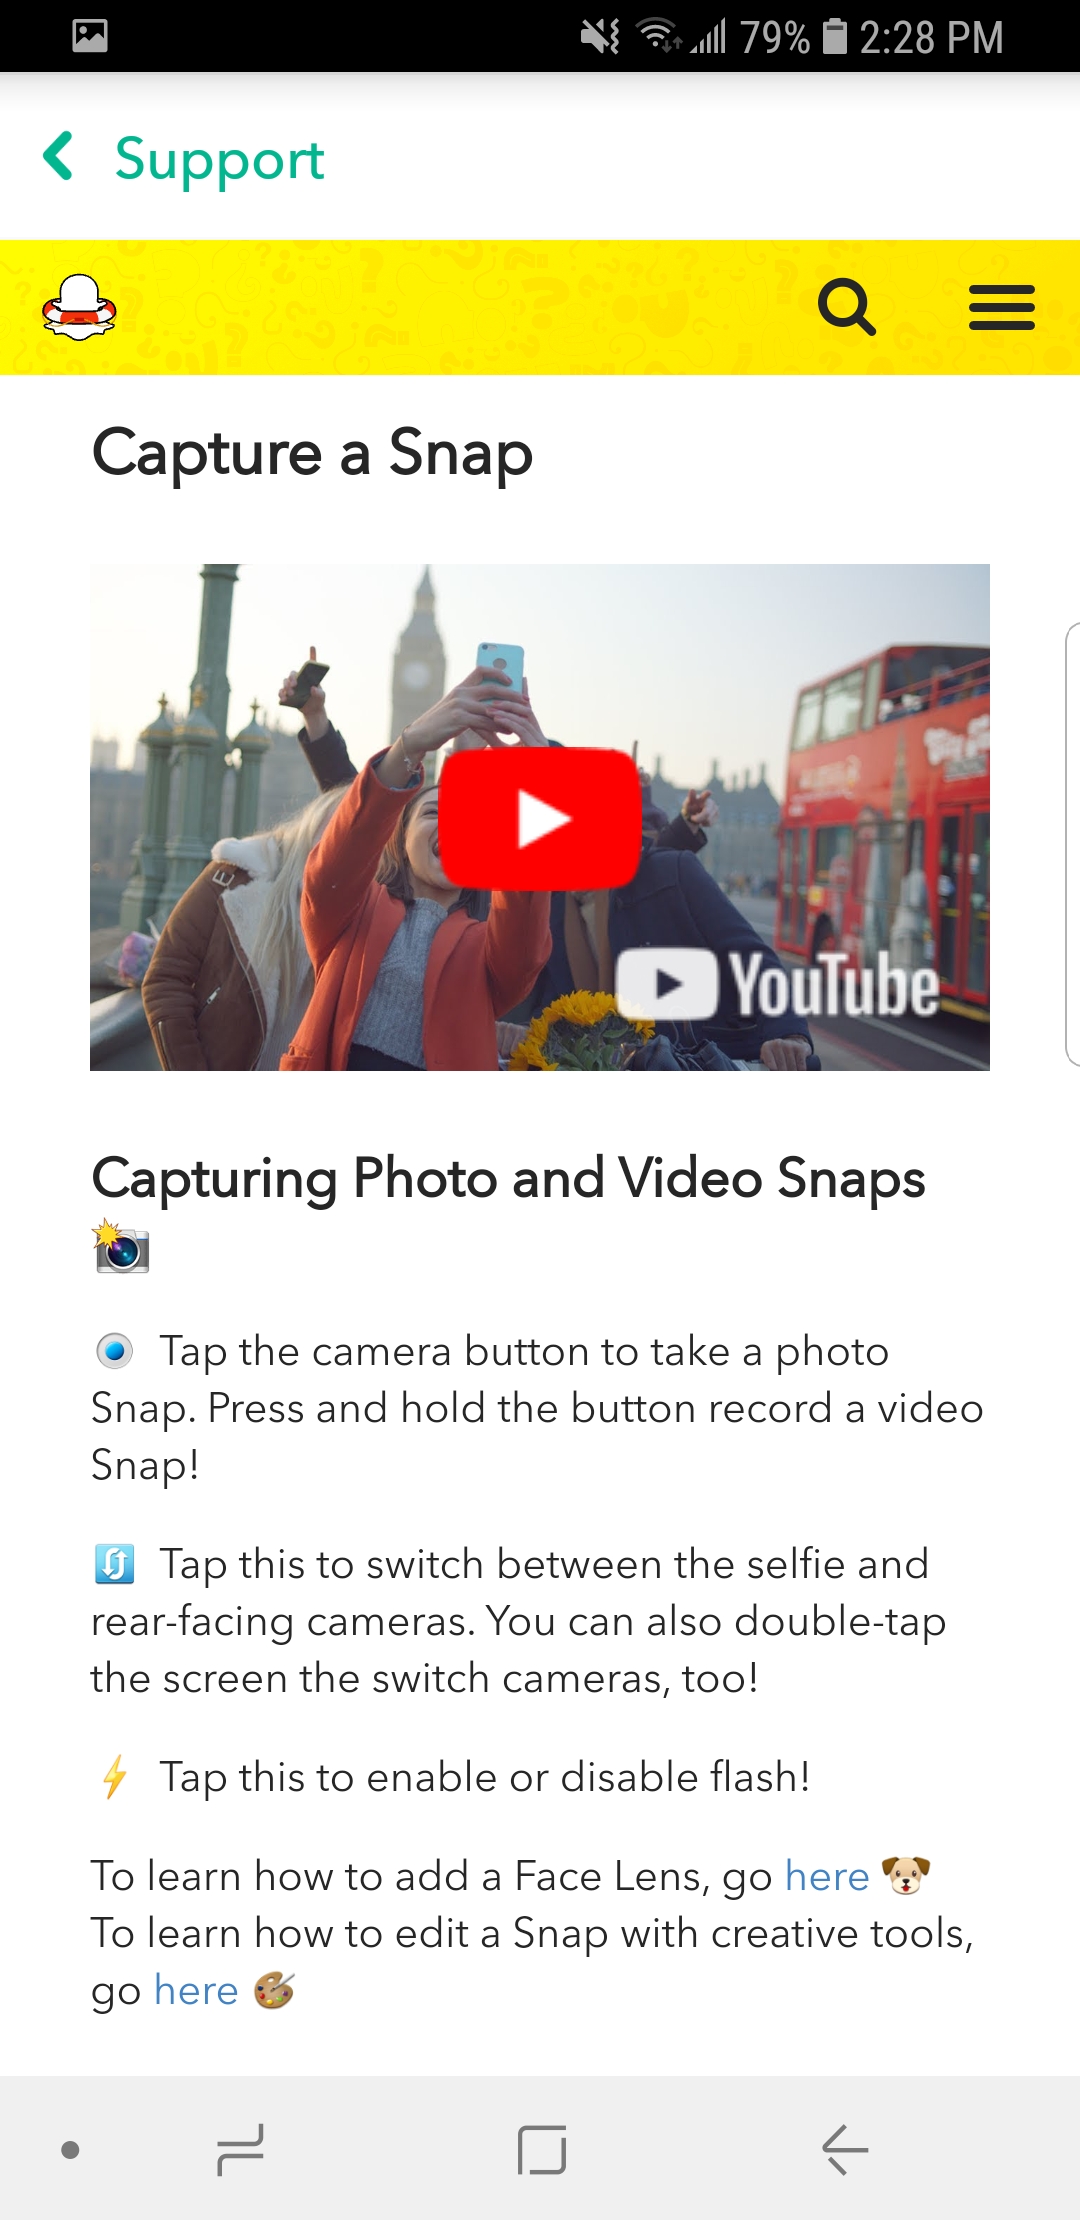 79% 2:28 PM
Support
Capture a Snap
YouTube
Capturing Photo and Video Snaps
Tap the camera button to take a photo
Snap. Press and hold the button record a video
Snap!
Tap this to switch between the selfie and
rear-facing cameras. You can also double-tap
the screen the switch cameras, too!
Tap this to enable or disable flash!
To learn how to add a Face Lens, go here
To learn how to edit a Snap with creative tools,
go here